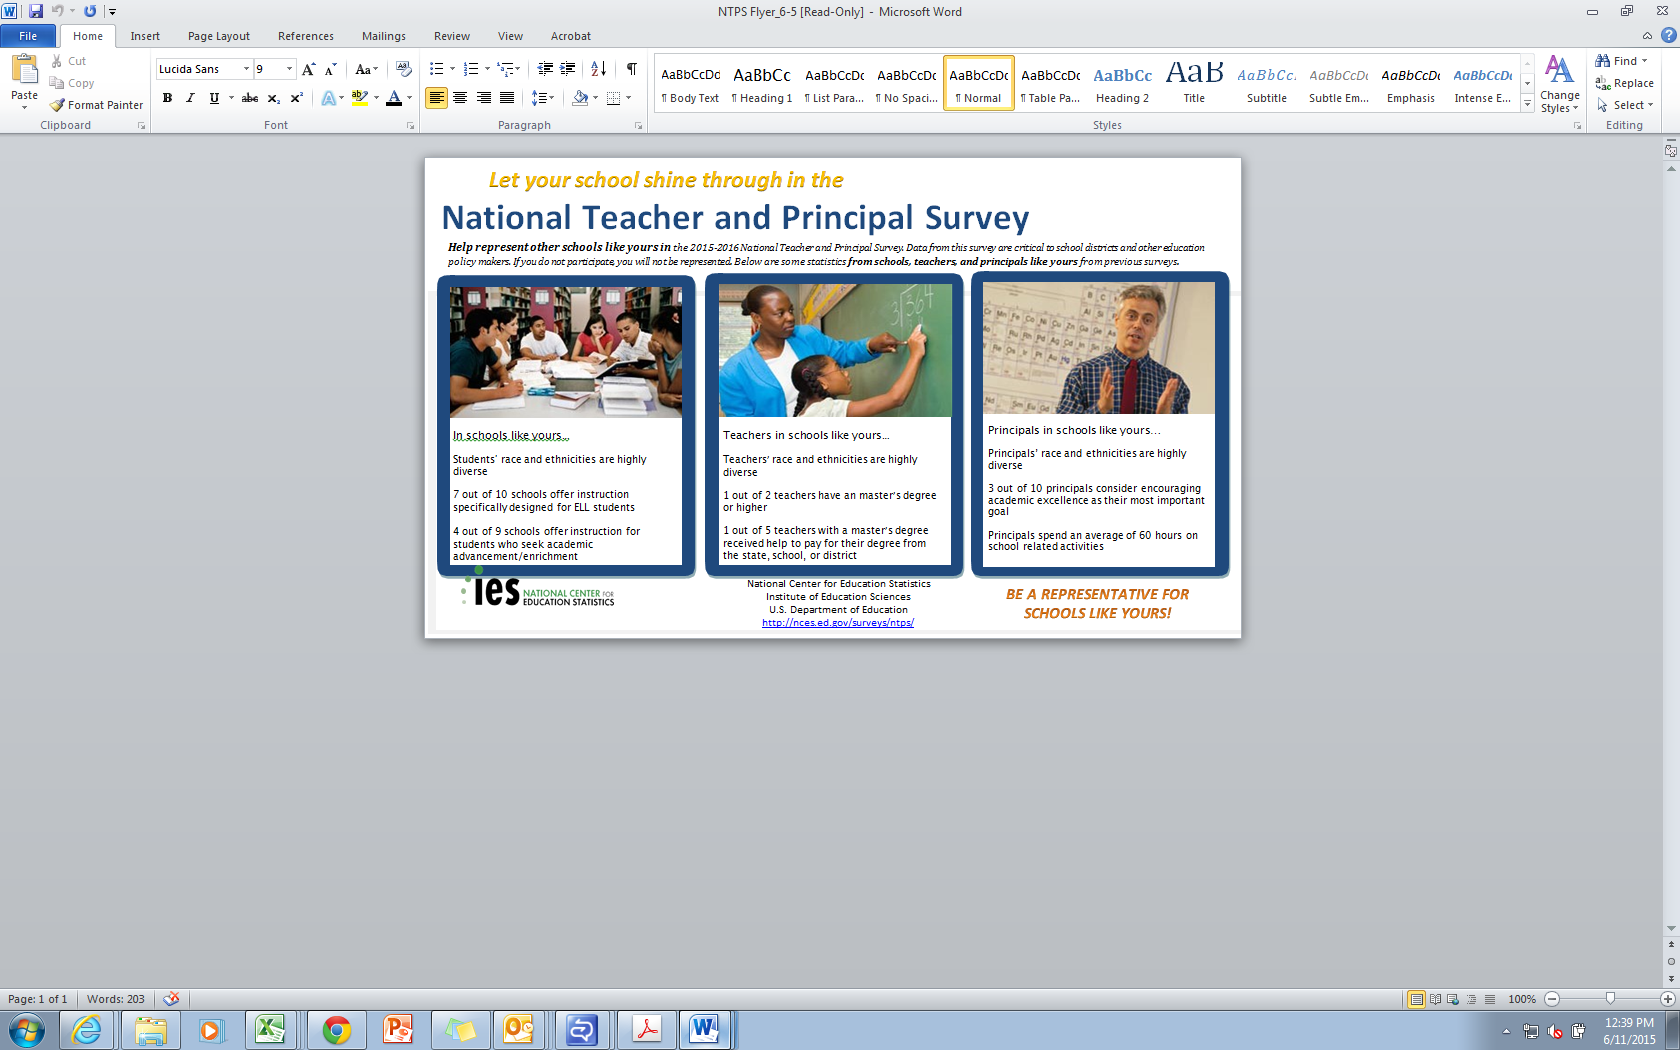 NTPS Flyer_6-5 [Read-Only] - Microsoft Word
File Home Insert Page Layout References Mailings Review View Acrobat
Paste
Cut
Copy
Format Painter
Clipboard
Lucida Sans 9
Font
Paragraph
AaBbCcDd AaBbCc AaBbCcDc AaBbCcDc AaBbCcDc AaBbCcDc AaBbCc AaB AaBbCc. AaBbCcDt AaBbCcDc AaBbCcDt
¶ Body Text ¶ Heading 1 ¶ List Para... ¶ No Spaci... ¶ Normal ¶ Table Pa... Heading 2 Title Subtitle Subtle Em... Emphasis Intense E...
Styles
Change
Styles
Find
Replace
Select
Editing
Let your school shine through in the
National Teacher and Principal Survey
Help represent other schools like yours in the 2015-2016 National Teacher and Principal Survey. Data from this survey are critical to school districts and other education
policy makers. If you do not participate, you will not be represented. Below are some statistics from schools, teachers, and principals like yours from previous surveys.
In schools like yours...
Students' race and ethnicities are highly
diverse
7 out of 10 schools offer instruction
specifically designed for ELL students
4 out of 9 schools offer instruction for
students who seek academic
advancement/enrichment
Teachers in schools like yours...
Teachers' race and ethnicities are highly
diverse
1 out of 2 teachers have an master's degree
or higher
1 out of 5 teachers with a master's degree
received help to pay for their degree from
the state, school, or district
Principals in schools like yours...
Principals' race and ethnicities are highly
diverse
3 out of 10 principals consider encouraging
academic excellence as their most important
goal
Principals spend an average of 60 hours on
school related activities
ies NATIONAL CENTER FOR
EDUCATION STATISTICS
National Center for Education Statistics
Institute of Education Sciences
U.S. Department of Education
http://nces.ed.gov/surveys/ntps/
BE A REPRESENTATIVE FOR
SCHOOLS LIKE YOURS!
Page: 1 of 1 Words: 203
100%
12:39 PM
6/11/2015